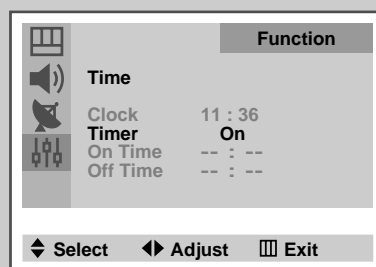 Function
Time
Clock 11 : 36
Timer On
On Time -- : --
Off Time -- : --
Select Adjust Exit